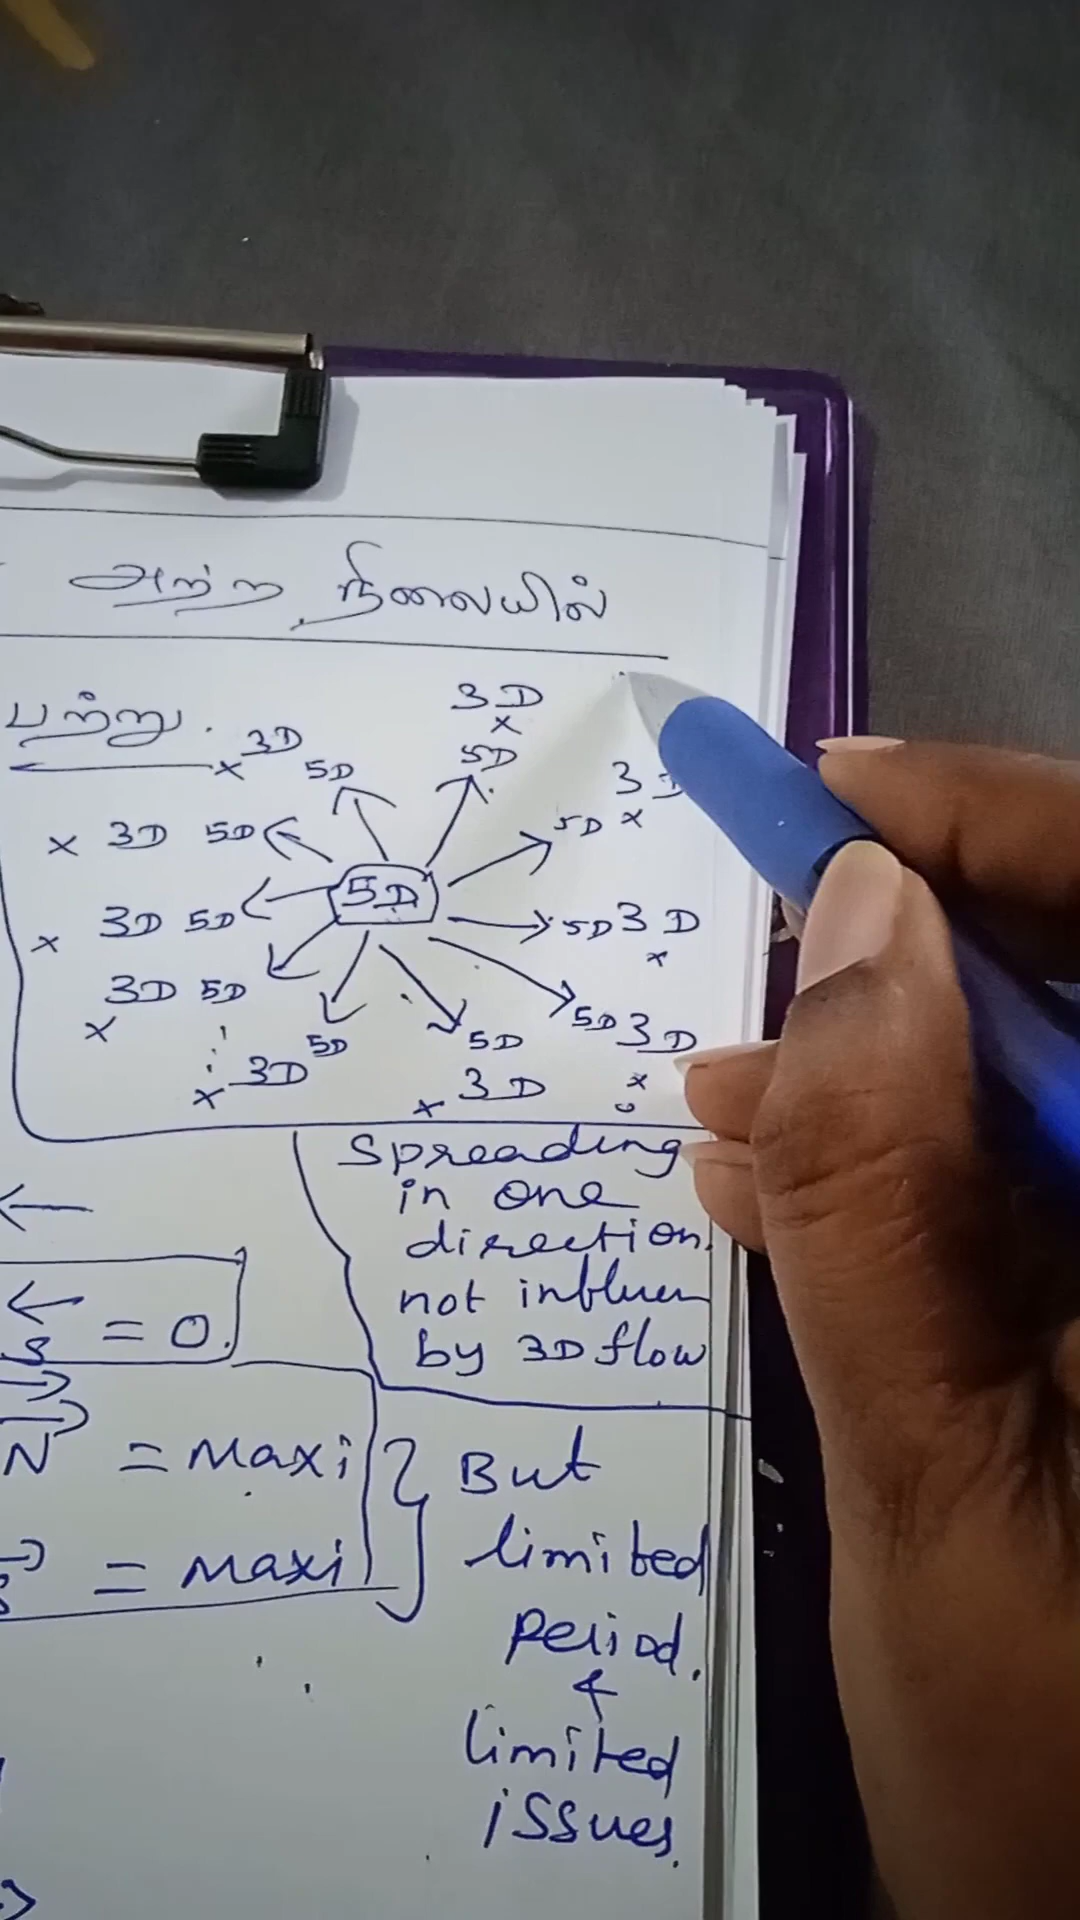 அற்ற நிலையில்
பற்று.
3D
x
5D
x 3D
5D
3D
x
5D
x 3D 5D
5D
x 3D 5D
5D 3D
x
3D 5D
x
5D 3D
x
5D
x 3D
5D
x 3D
Spreading
in one
direction.
not influen
by 3D flow
= 0.
N = Maxi
= Maxi
But
limited
period.
&
limited
issues.